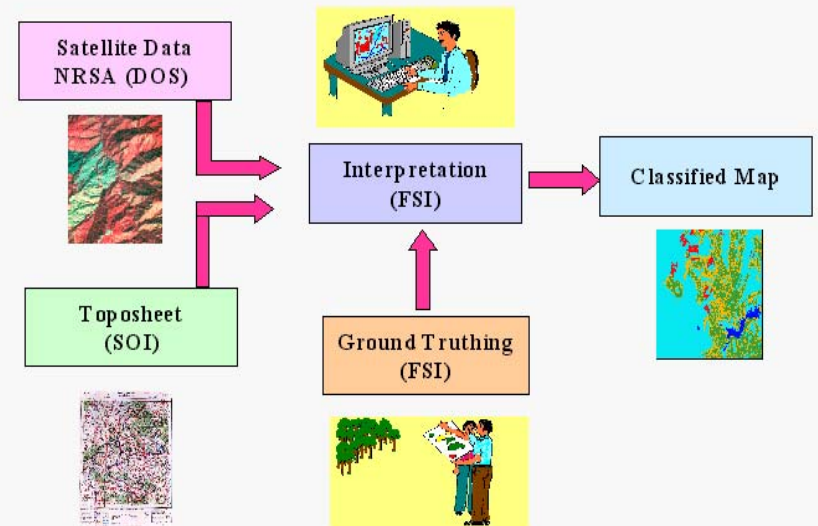 Satellite Data
NRSA (DOS)
Interpretation
(FSI)
Classified Map
Toposheet
(SOI)
Ground Truthing
(FSI)